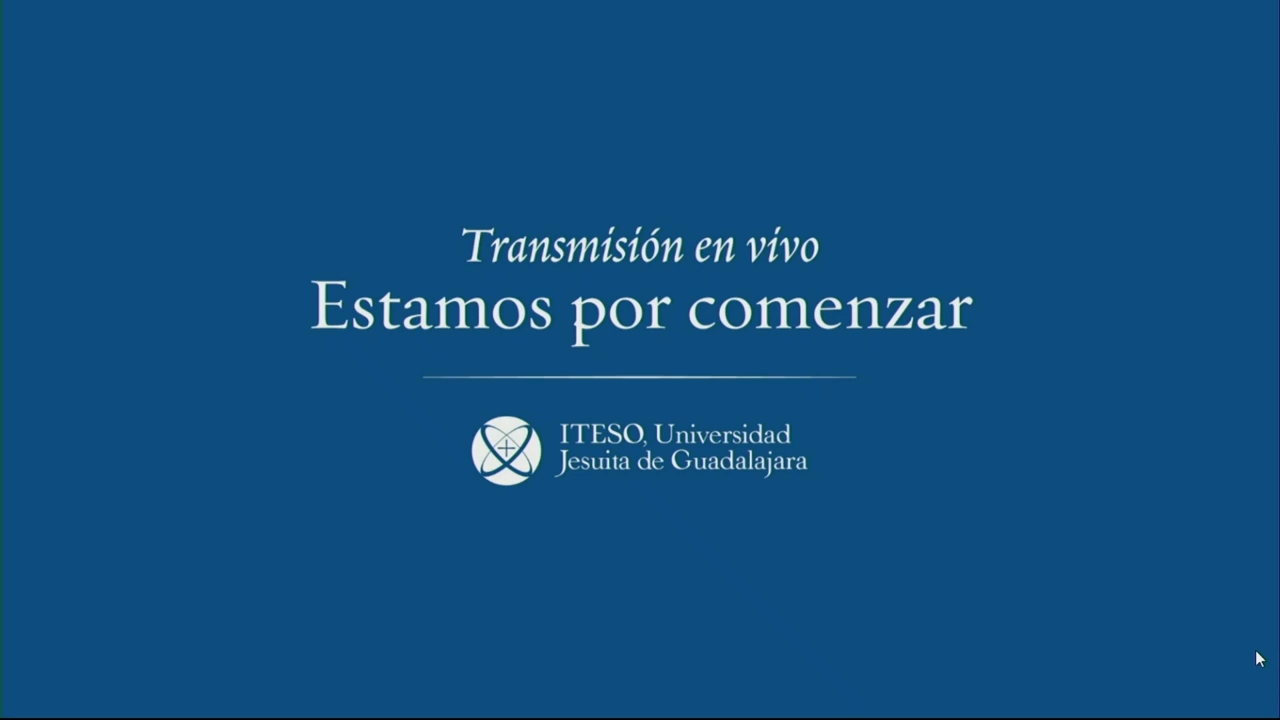 Transmisión en vivo
Estamos por comenzar
ITESO, Universidad
Jesuita de Guadalajara